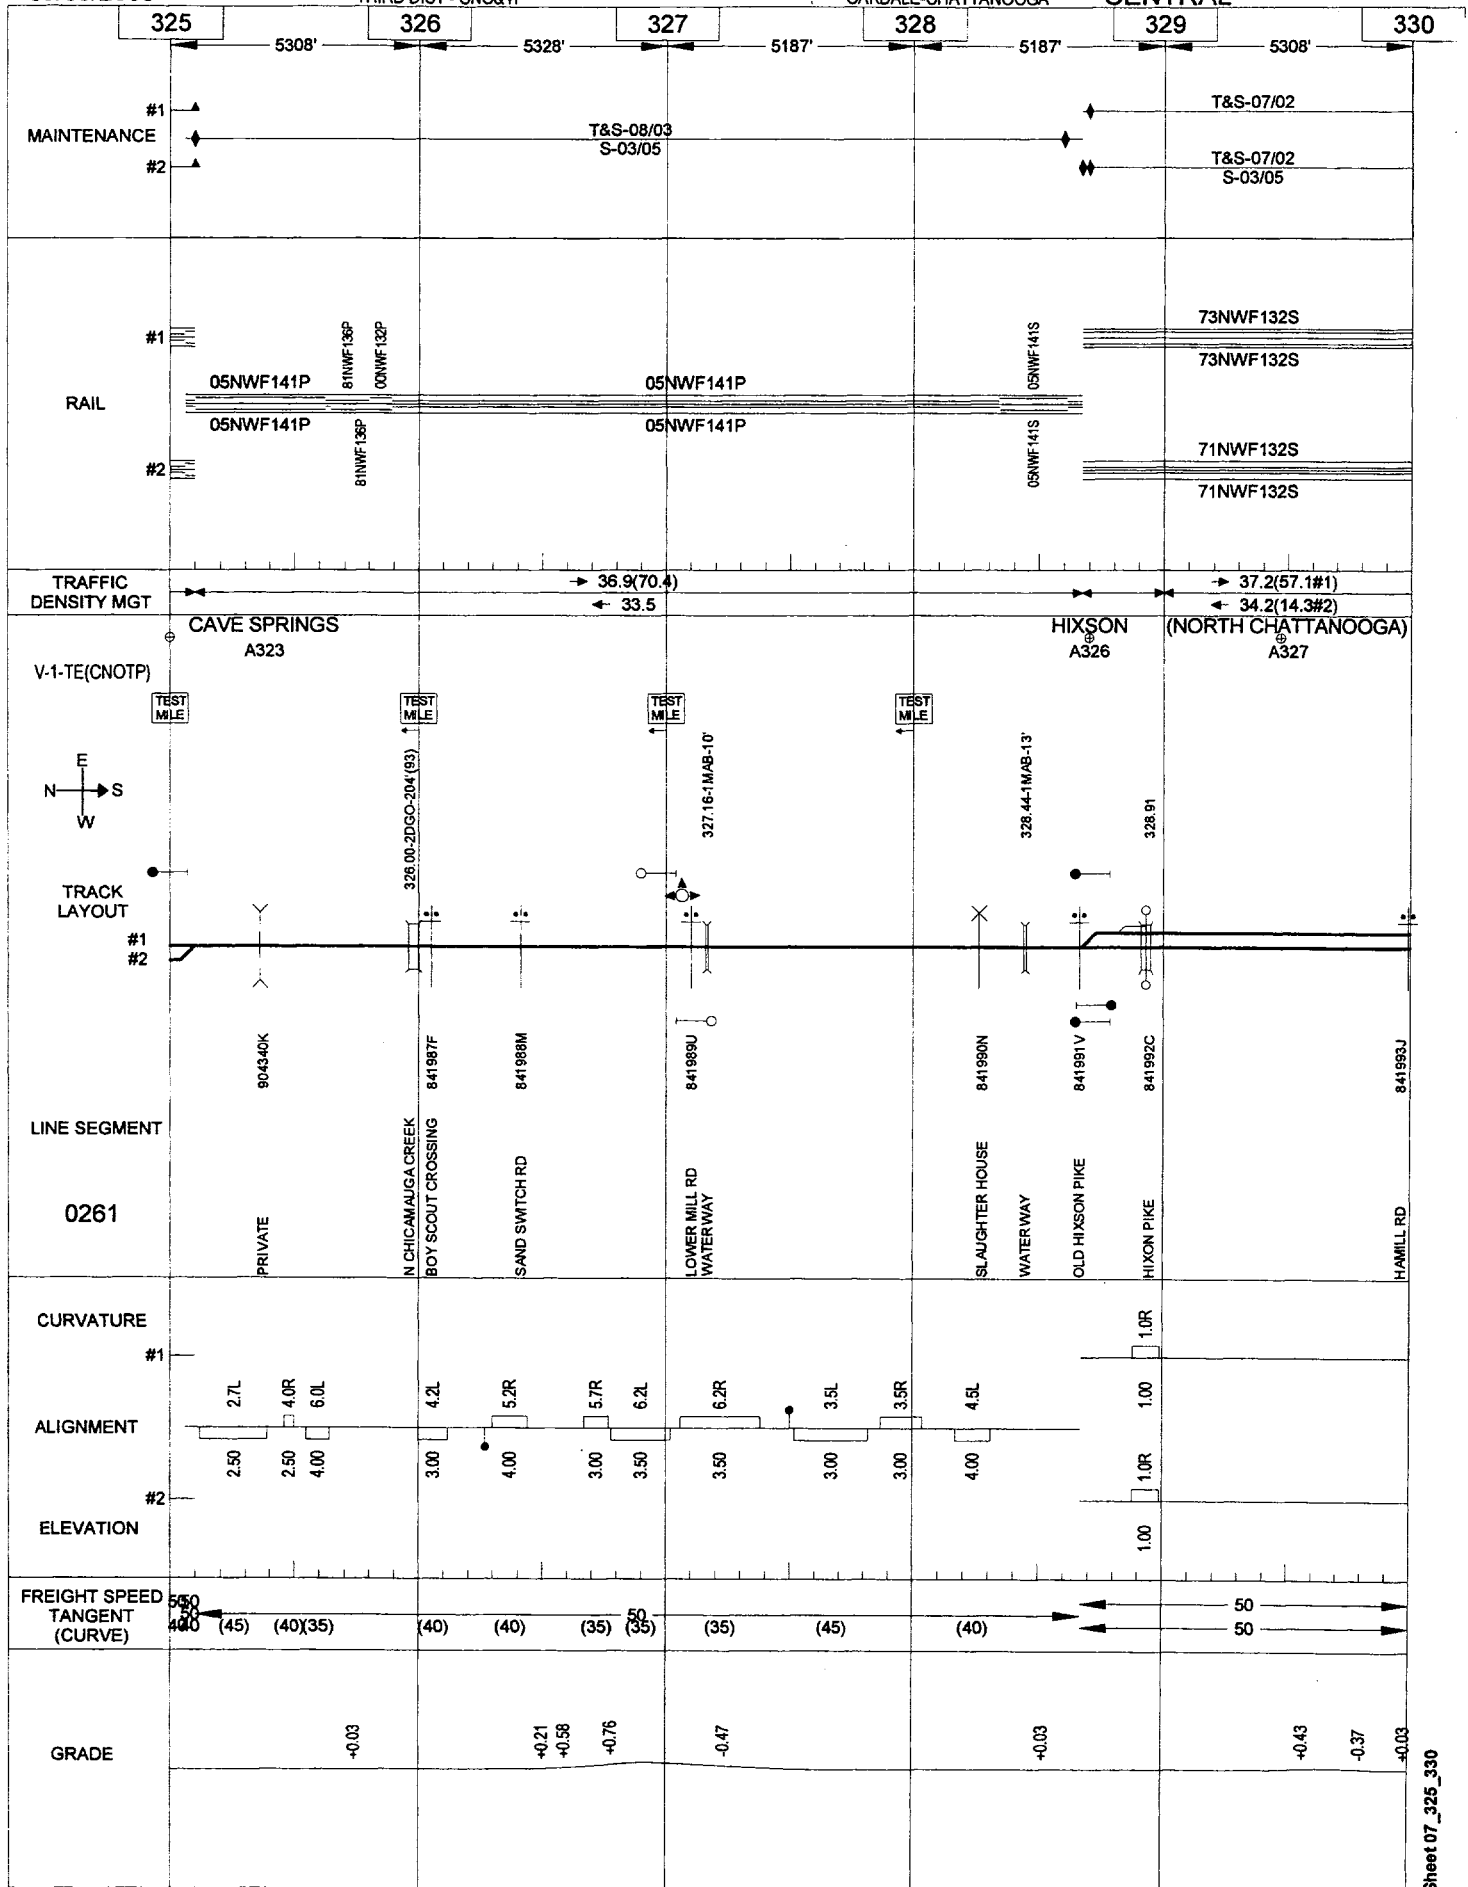 THIRD DIST - CNO&TP OAKDALE-CHATTANOOGA CENTRAL
325 326 327 328 329 330
5308' 5328' 5187' 5187' 5308'
#1 T&S-07/02
MAINTENANCE T&S-08/03
S-03/05
#2 T&S-07/02
S-03/05
81NWF136P 00NWF132P 05NWF141S
73NWF132S
#1
73NWF132S
05NWF141P 05NWF141P
RAIL
05NWF141P 05NWF141P
81NWF136P 05NWF141S
71NWF132S
#2
71NWF132S
TRAFFIC DENSITY MGT
36.9(70.4) 37.2(57.1#1)
33.5 34.2(14.3#2)
CAVE SPRINGS HIXSON (NORTH CHATTANOOGA)
A323 A326 A327
V-1-TE(CNOTP)
TEST MILE TEST MILE TEST MILE TEST MILE
E
N S
W
326.00-2DGO-204'(93) 327.16-1MAB-10' 328.44-1MAB-13' 328.91
TRACK
LAYOUT
#1
#2
904340K 841987F 841988M 841989U 841990N 841991V 841992C 841993J
LINE SEGMENT
0261
PRIVATE
N CHICAMAUGA CREEK
BOY SCOUT CROSSING
SAND SWITCH RD
LOWER MILL RD
WATERWAY
SLAUGHTER HOUSE
WATERWAY
OLD HIXSON PIKE
HIXON PIKE
HAMILL RD
CURVATURE
1.0R
#1
1.00
2.7L 4.0R 6.0L 4.2L 5.2R 5.7R 6.2L 6.2R 3.5L 3.5R 4.5L
ALIGNMENT
2.50 2.50 4.00 3.00 4.00 3.00 3.50 3.50 3.00 3.00 4.00
1.0R
#2
ELEVATION
1.00
FREIGHT SPEED
TANGENT
(CURVE)
50 50 50
(45) (40)(35) (40) (40) (35) (35) (35) (45) (40)
GRADE
+0.03 +0.21 +0.58 +0.76 -0.47 +0.03 +0.43 -0.37 +0.03
Sheet 07_325_330